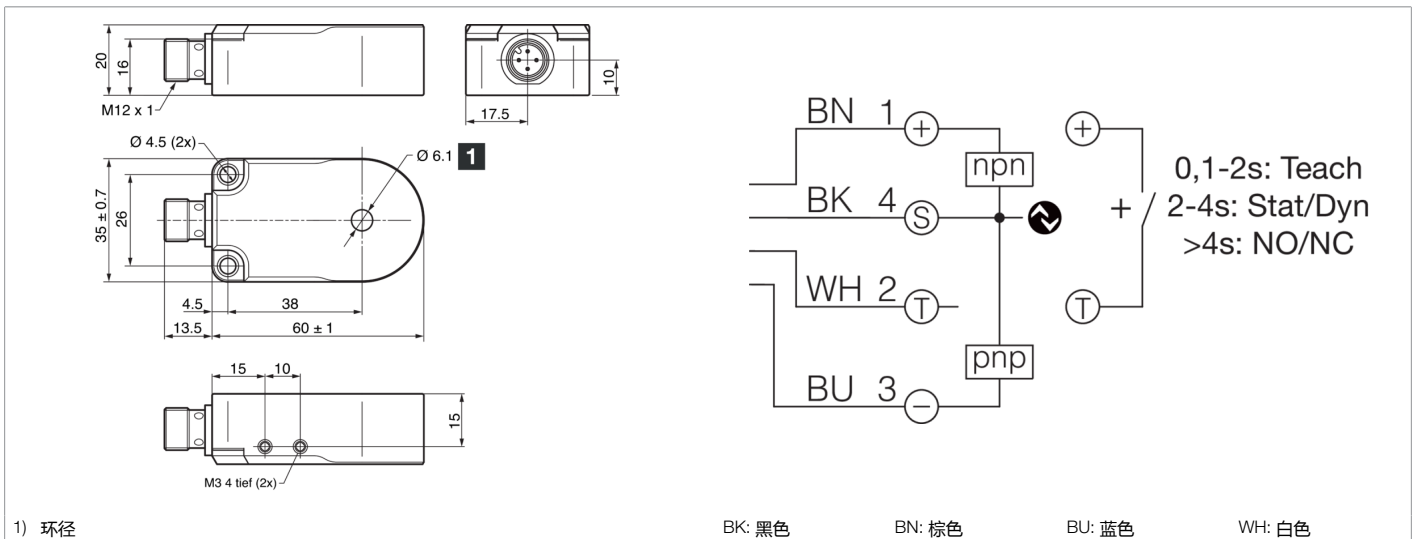 20
16
M12 x 1
10
17.5
Ø 4.5 (2x)
Ø 6.1 1
35 ± 0.7
26
4.5
38
13.5
60 ± 1
15
10
15
M3 4 tief (2x)
BN 1 +
npn
BK 4 S
WH 2 T
pnp
BU 3 −
+
+
T
0,1-2s: Teach
2-4s: Stat/Dyn
>4s: NO/NC
1) 环径
BK: 黑色
BN: 棕色
BU: 蓝色
WH: 白色